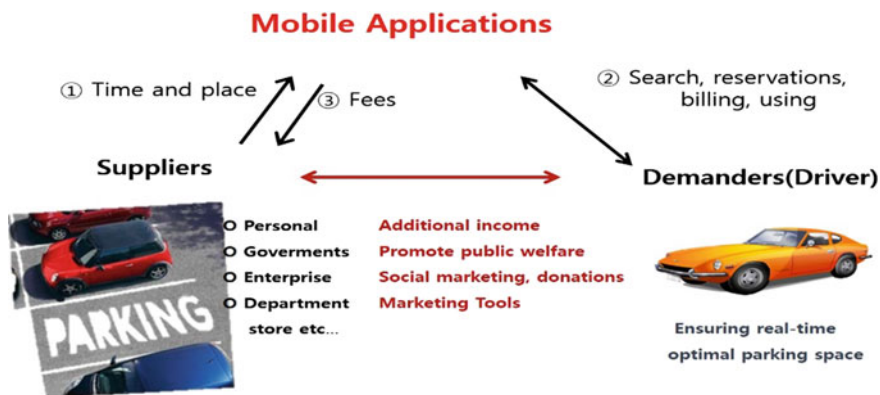 Mobile Applications
① Time and place
③ Fees
② Search, reservations,
billing, using
Suppliers
Demanders(Driver)
O Personal Additional income
O Goverments Promote public welfare
O Enterprise Social marketing, donations
O Department Marketing Tools
store etc...
PARKING
Ensuring real-time
optimal parking space